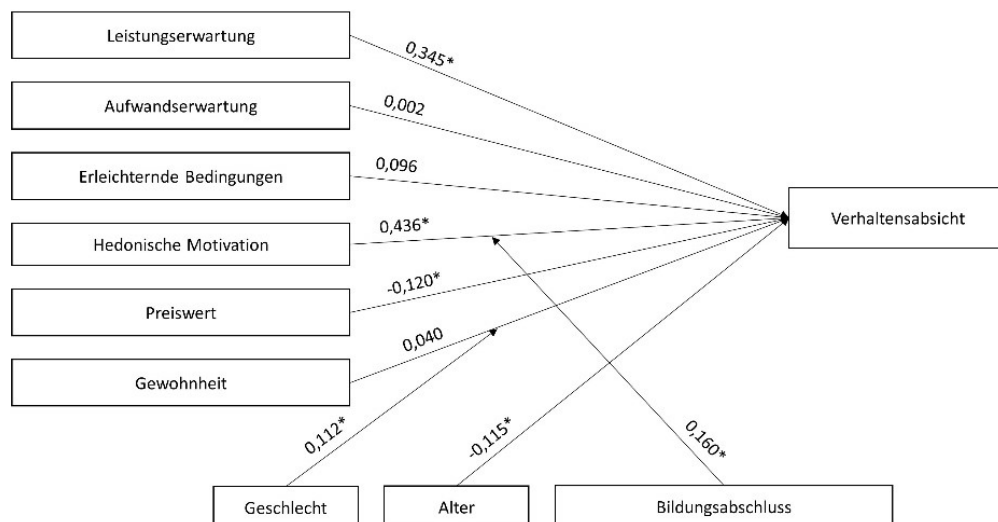 Leistungserwartung
0,345*
Aufwandserwartung
0,002
Erleichternde Bedingungen
0,096
Verhaltensabsicht
Hedonische Motivation
0,436*
Preiswert
-0,120*
Gewohnheit
0,040
0,112*
-0,115*
0,160*
Geschlecht
Alter
Bildungsabschluss